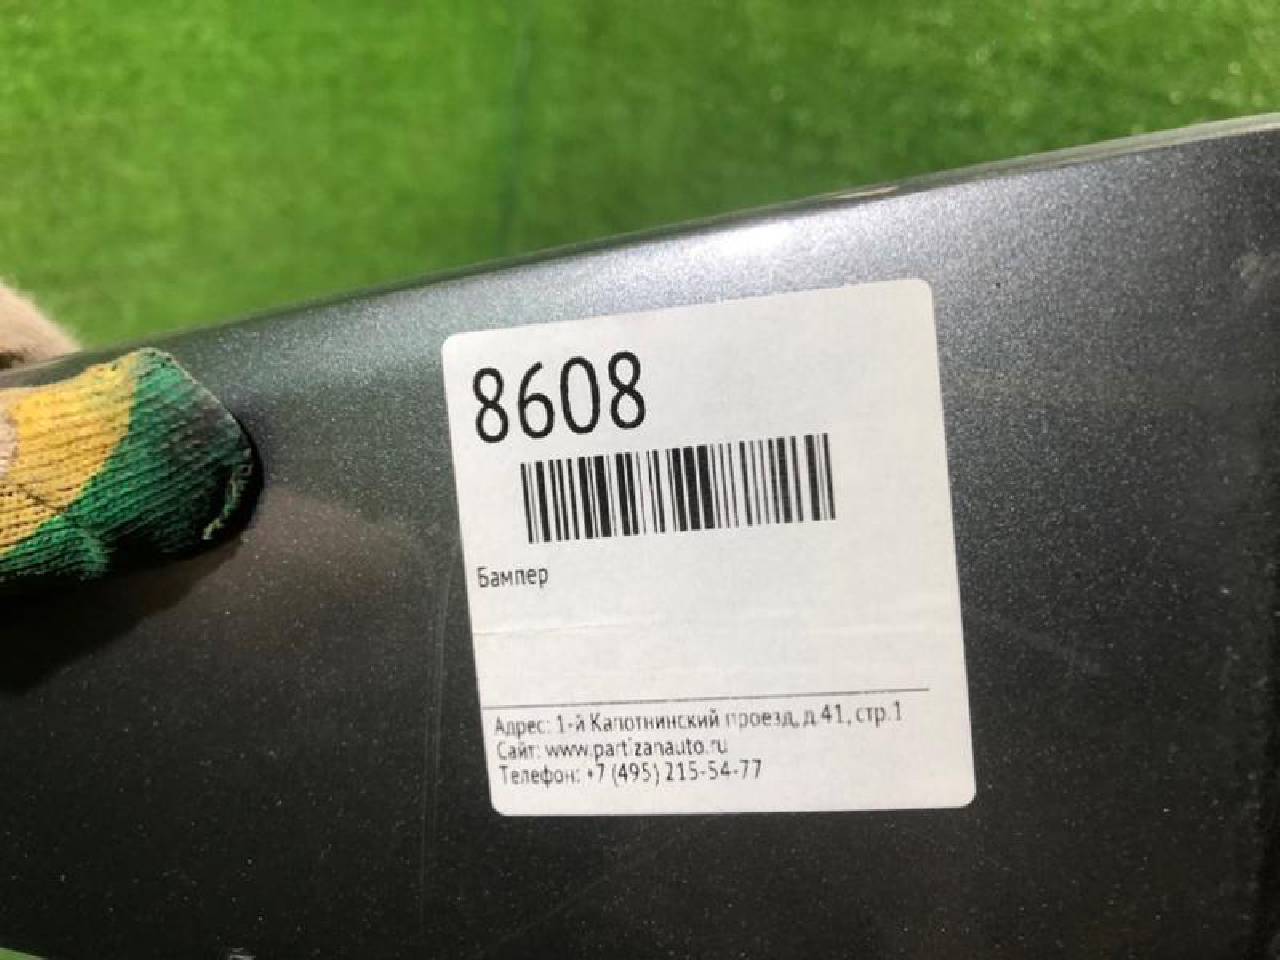 8608
Бампер
Адрес: 1-й Капотнинский проезд, д 41, стр.1
Сайт: www.partizanauto.ru
Телефон: +7 (495) 215-54-77